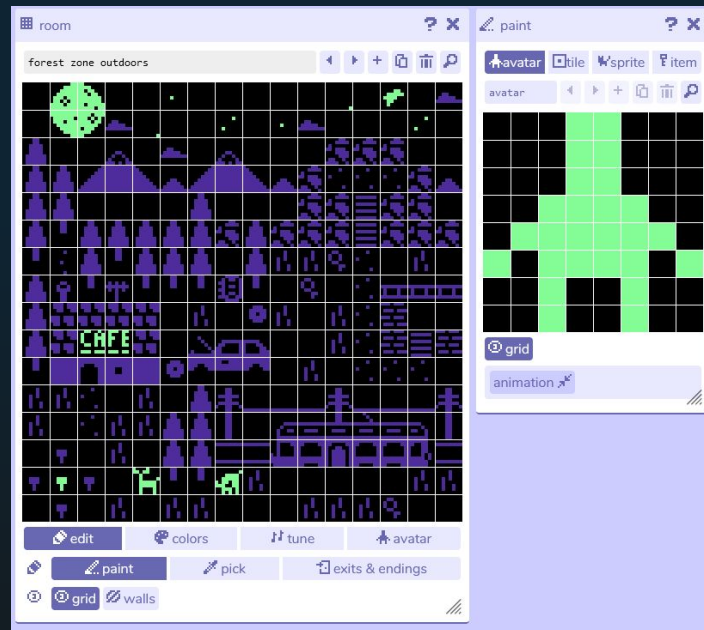 room ? X
forest zone outdoors
CAFE
edit colors tune avatar
paint pick exits & endings
grid walls
paint ? X
avatar tile sprite item
avatar
grid
animation